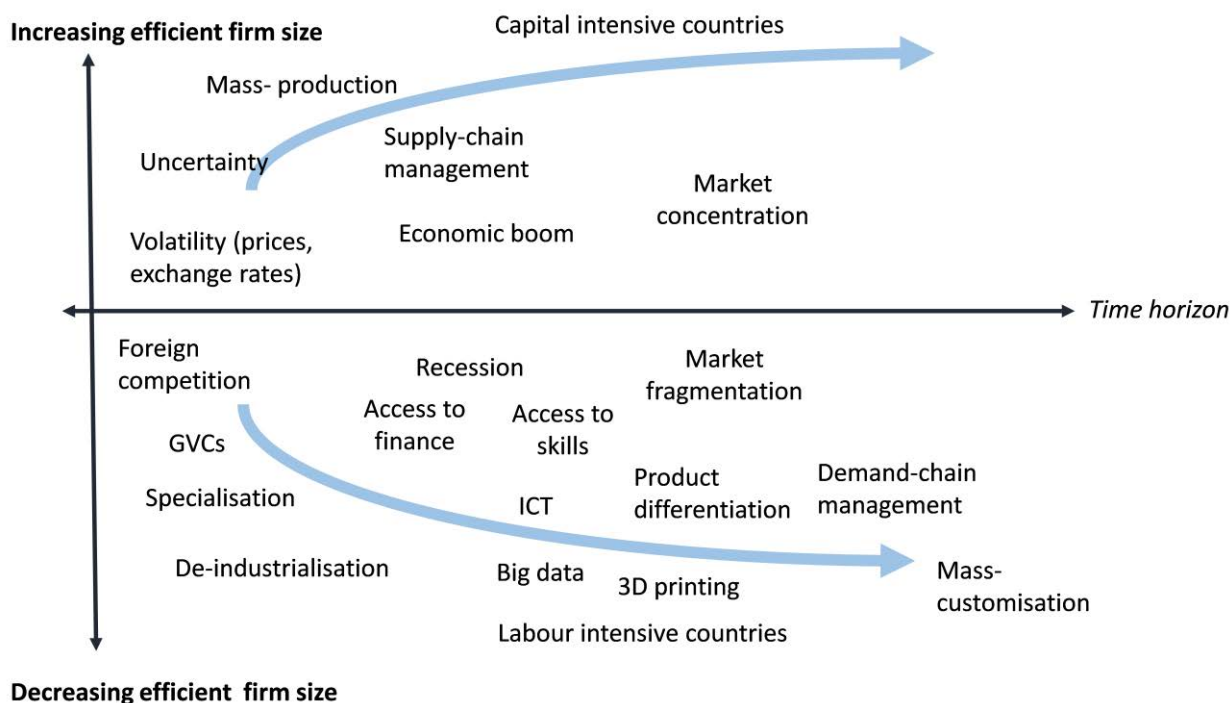 Increasing efficient firm size
Capital intensive countries
Mass- production
Supply-chain
management
Uncertainty
Market
concentration
Volatility (prices,
exchange rates)
Economic boom
Time horizon
Foreign
competition
Recession
Market
fragmentation
Access to
finance
Access to
skills
GVCs
Specialisation
ICT
Product
differentiation
Demand-chain
management
De-industrialisation
Big data
3D printing
Mass-
customisation
Labour intensive countries
Decreasing efficient  firm size